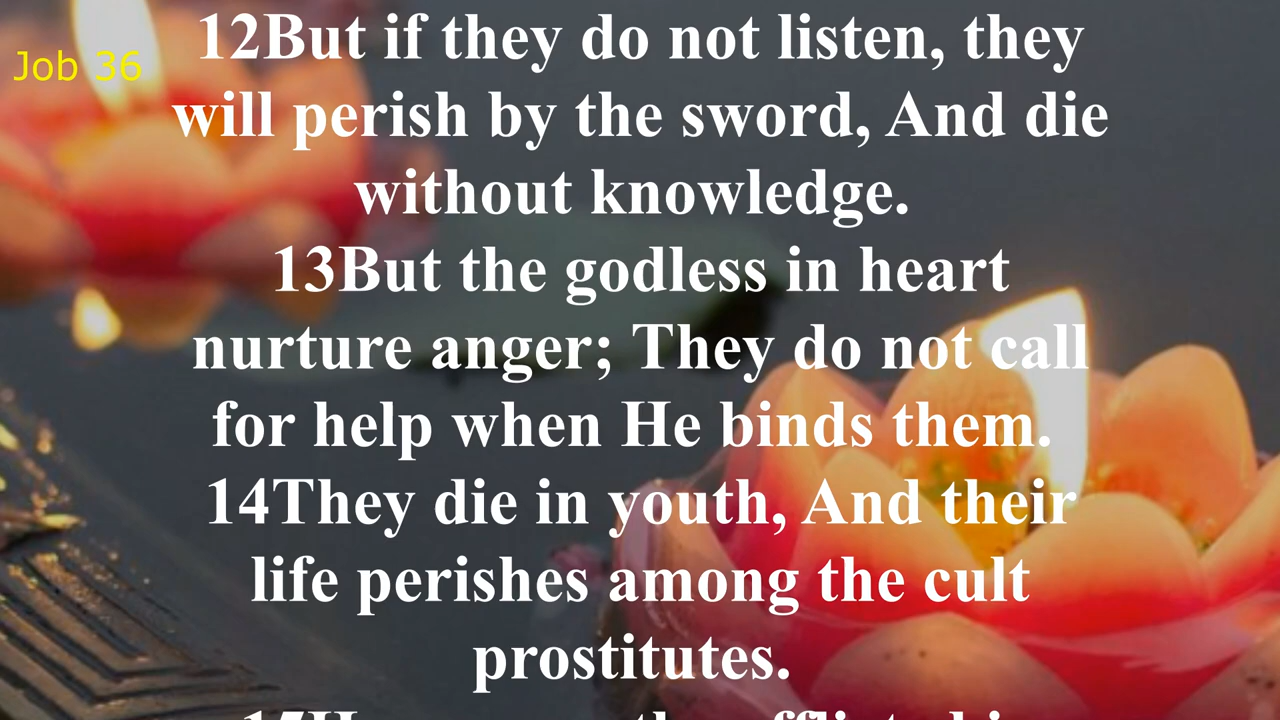 Job 36
12But if they do not listen, they
will perish by the sword, And die
without knowledge.
13But the godless in heart
nurture anger; They do not call
for help when He binds them.
14They die in youth, And their
life perishes among the cult
prostitutes.